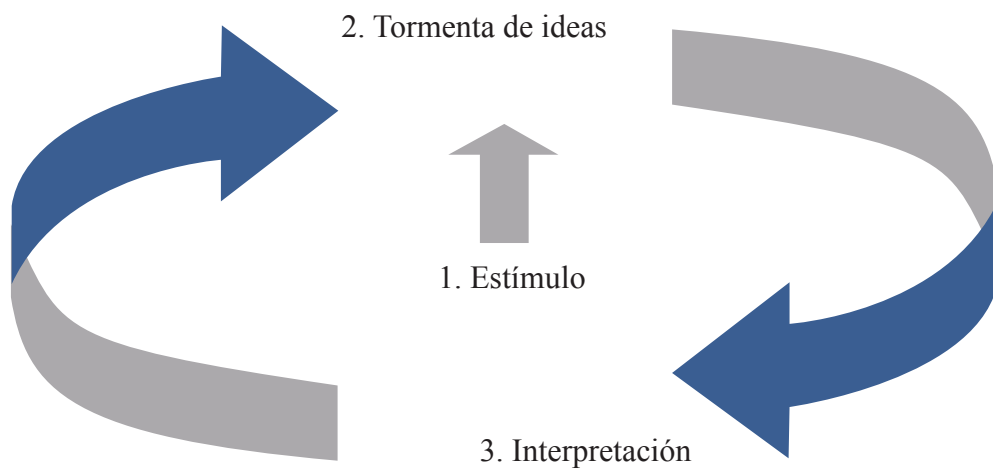 2. Tormenta de ideas
1. Estímulo
3. Interpretación